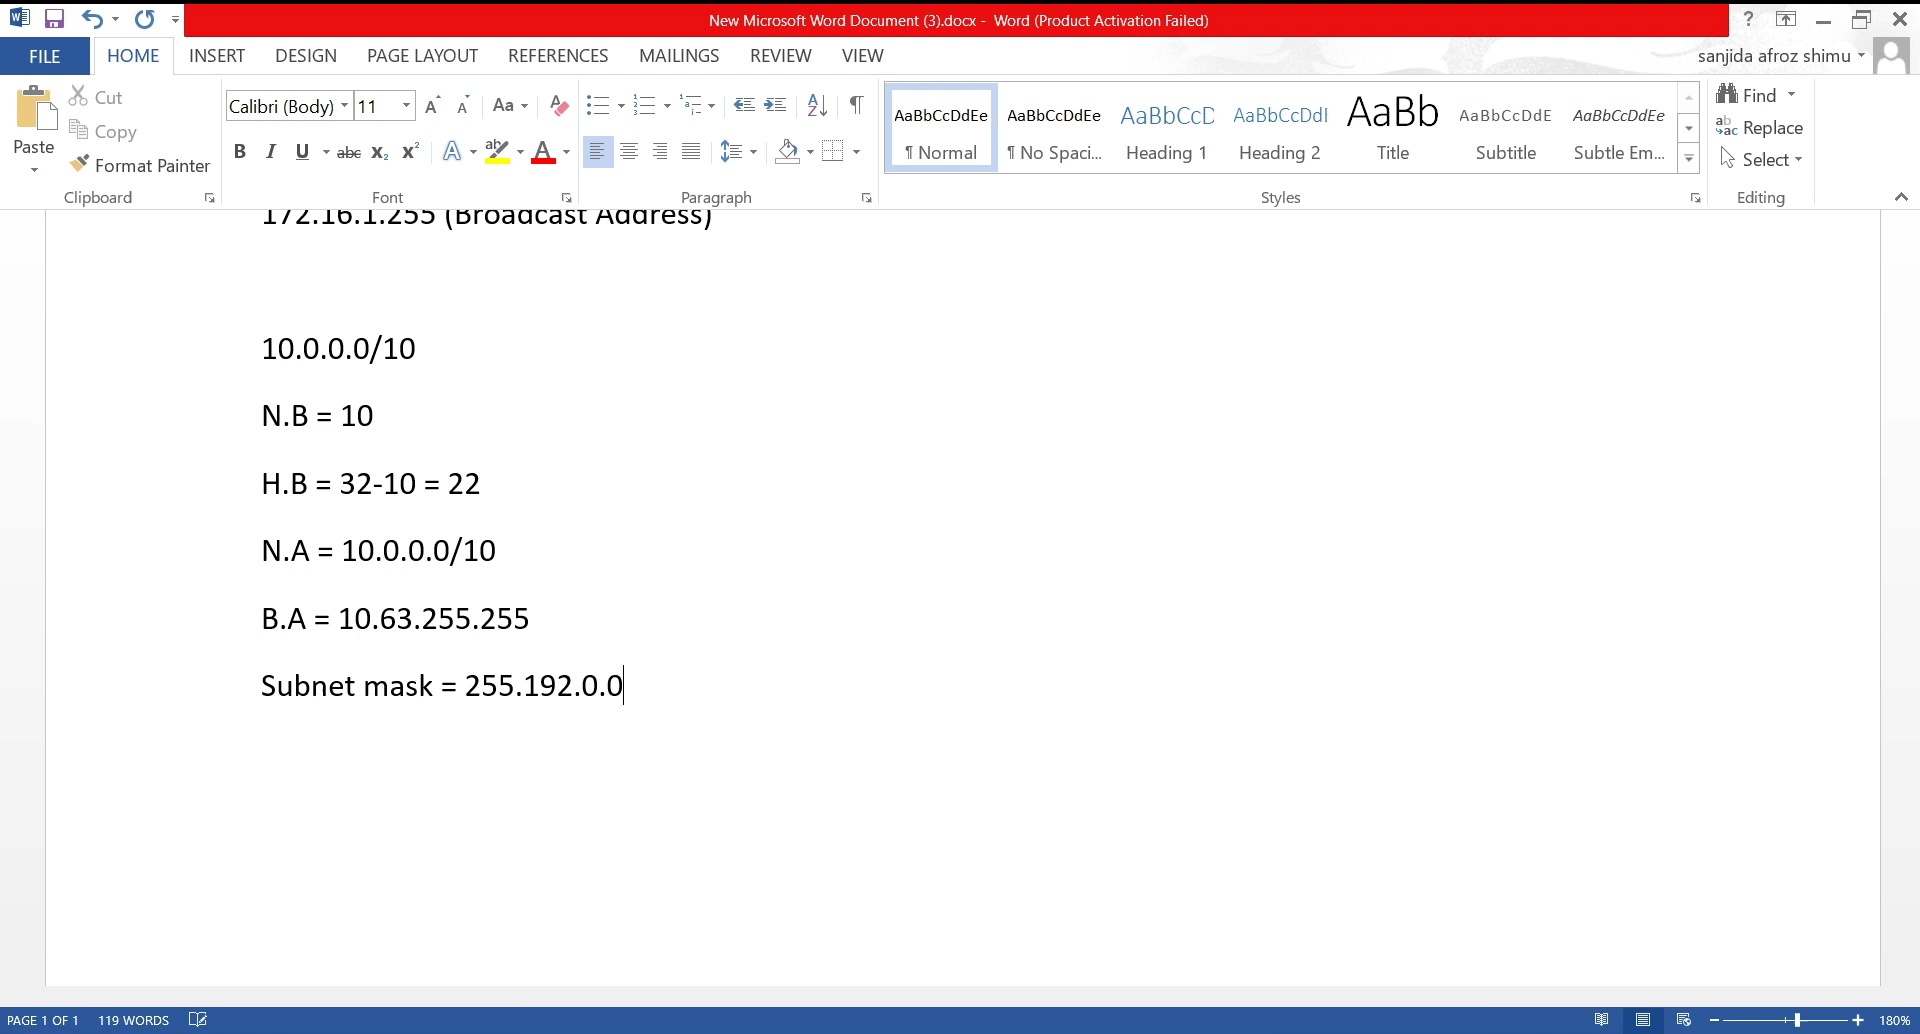 New Microsoft Word Document (3).docx - Word (Product Activation Failed)
?
FILE HOME INSERT DESIGN PAGE LAYOUT REFERENCES MAILINGS REVIEW VIEW
sanjida afroz shimu
Paste
Cut
Copy
Format Painter
Clipboard
Calibri (Body) 11
Font
Paragraph
AaBbCcDdEe AaBbCcDdEe AaBbCcD AaBbCcDdI AaBb AaBbCcDdE AaBbCcDdEe
¶ Normal ¶ No Spaci... Heading 1 Heading 2 Title Subtitle Subtle Em...
Styles
Find
Replace
Select
Editing
172.16.1.255 (Broadcast Address)
10.0.0.0/10
N.B = 10
H.B = 32-10 = 22
N.A = 10.0.0.0/10
B.A = 10.63.255.255
Subnet mask = 255.192.0.0
PAGE 1 OF 1 119 WORDS
180%